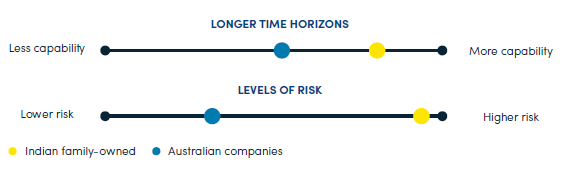 LONGER TIME HORIZONS
Less capability
More capability
LEVELS OF RISK
Lower risk
Higher risk
Indian family-owned
Australian companies